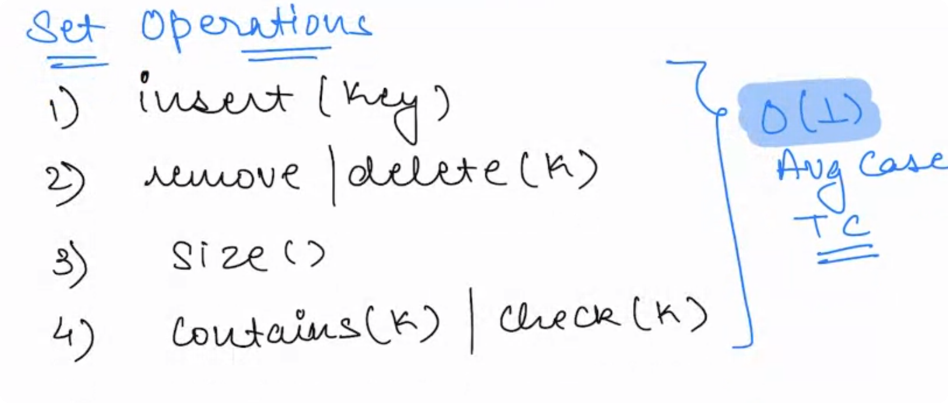 Set Operations
1) insert (Key)
2) remove | delete (K)
3) size ()
4) contains (K) | check (K)
O(1)
Avg Case
TC